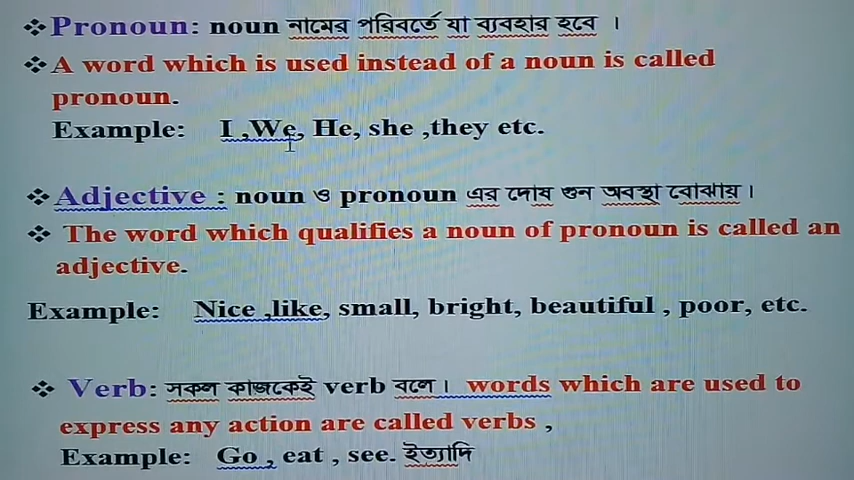 ❖Pronoun: noun নামের পরিবর্তে যা ব্যবহার হবে ।
❖A word which is used instead of a noun is called
pronoun.
Example: I ,We, He, she ,they etc.
❖Adjective : noun ও pronoun এর দোষ গুন অবস্থা বোঝায়।
❖ The word which qualifies a noun of pronoun is called an
adjective.
Example: Nice ,like, small, bright, beautiful , poor, etc.
❖ Verb: সকল কাজকেই verb বলে। words which are used to
express any action are called verbs ,
Example: Go , eat , see. ইত্যাদি